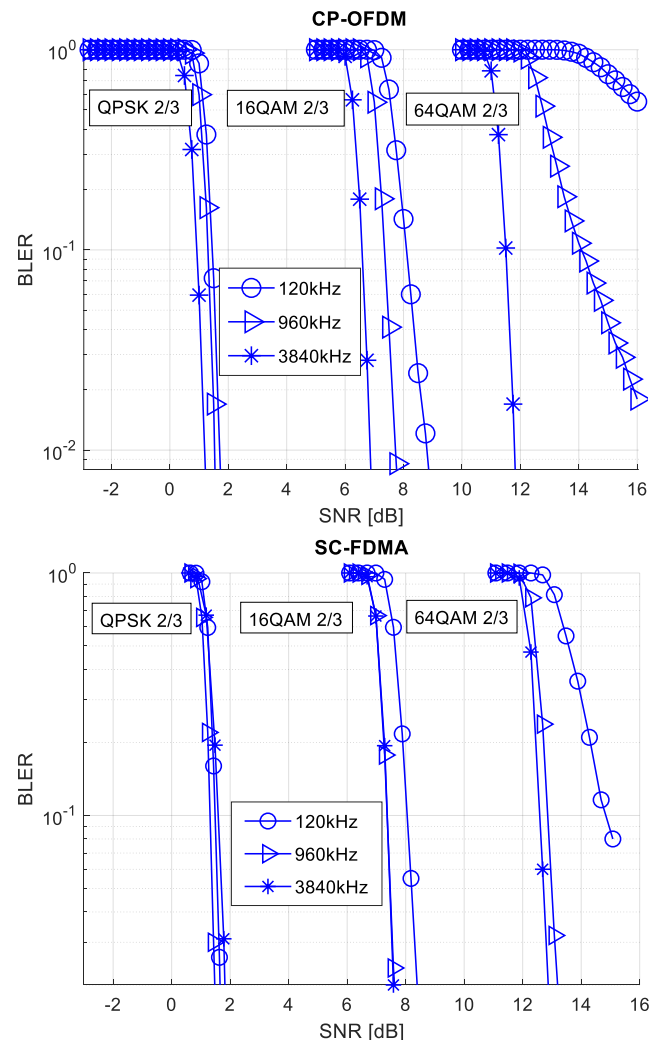 CP-OFDM
10^0
QPSK 2/3
16QAM 2/3
64QAM 2/3
BLER
10^-1
120kHz
960kHz
3840kHz
10^-2
-2 0 2 4 6 8 10 12 14 16
SNR [dB]
SC-FDMA
10^0
QPSK 2/3
16QAM 2/3
64QAM 2/3
BLER
10^-1
120kHz
960kHz
3840kHz
-2 0 2 4 6 8 10 12 14 16
SNR [dB]